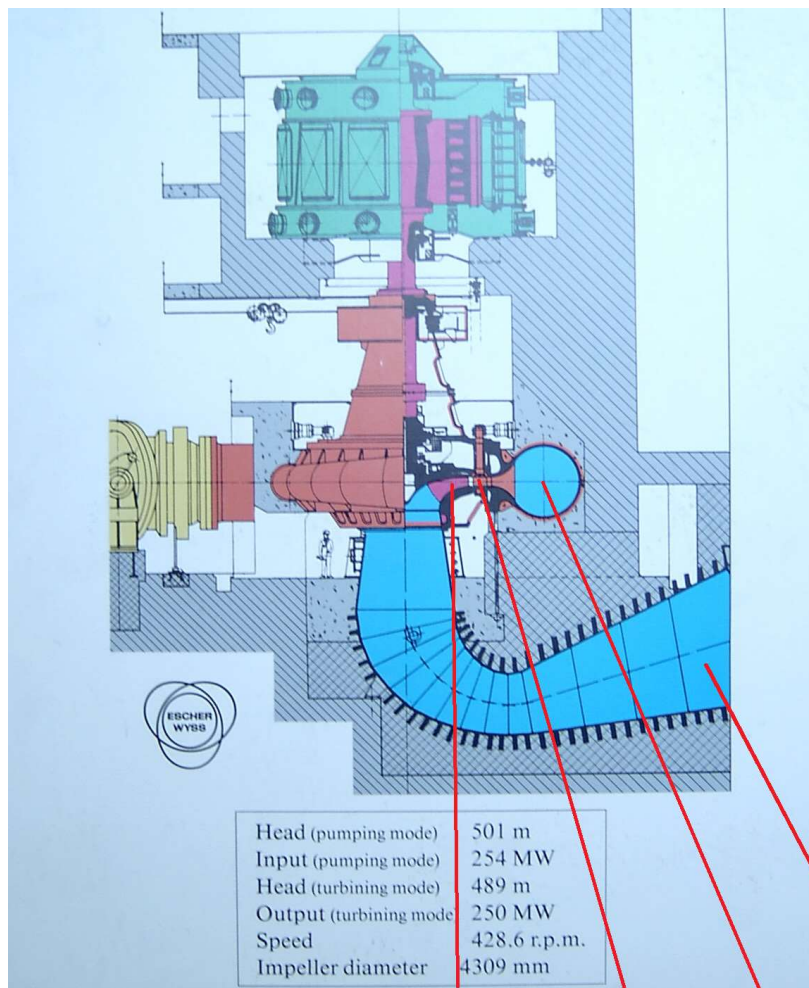 ESCHER
WYSS
Head (pumping mode) 501 m
Input (pumping mode) 254 MW
Head (turbining mode) 489 m
Output (turbining mode) 250 MW
Speed 428.6 r.p.m.
Impeller diameter 4309 mm